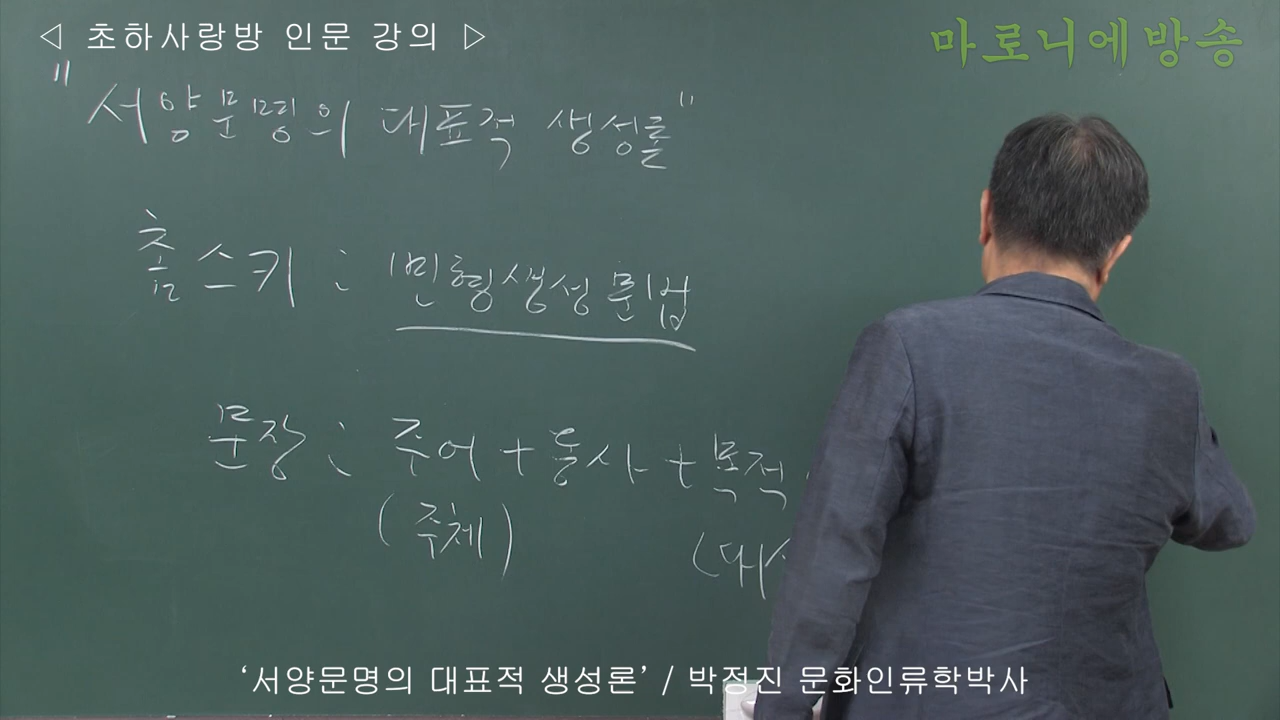 ◁ 초하사랑방 인문 강의 ▷
마로니에방송
"서양문명의 대표적 생성론"
촘스키 : 변형생성문법
문장 : 주어 + 동사 + 목적
(주체)
‘서양문명의 대표적 생성론’ / 박정진 문화인류학박사